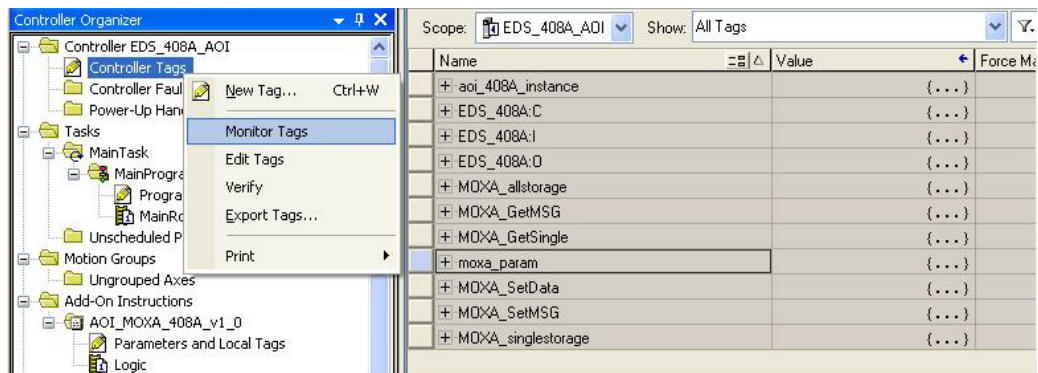 Controller Organizer
Controller EDS_408A_AOI
Controller Tags
Controller Faul
Power-Up Han
Tasks
MainTask
MainProgra
Progra
MainRo
Unscheduled P
Motion Groups
Ungrouped Axes
Add-On Instructions
AOI_MOXA_408A_v1_0
Parameters and Local Tags
Logic
New Tag... Ctrl+W
Monitor Tags
Edit Tags
Verify
Export Tags...
Print
Scope: EDS_408A_AOI Show: All Tags
Name Value Force Ma
aoi_408A_instance {...}
EDS_408A:C {...}
EDS_408A:I {...}
EDS_408A:O {...}
MOXA_allstorage {...}
MOXA_GetMSG {...}
MOXA_GetSingle {...}
moxa_param {...}
MOXA_SetData {...}
MOXA_SetMSG {...}
MOXA_singlestorage {...}